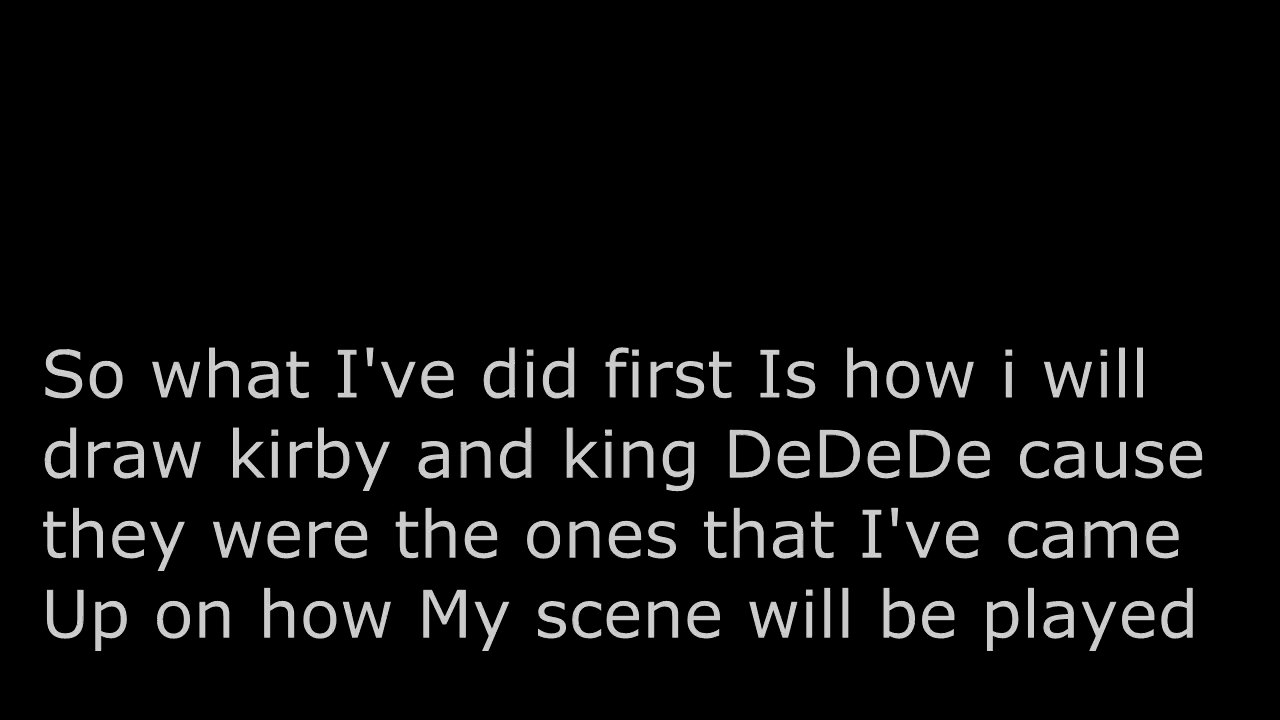 So what I've did first Is how i will
draw kirby and king DeDeDe cause
they were the ones that I've came
Up on how My scene will be played